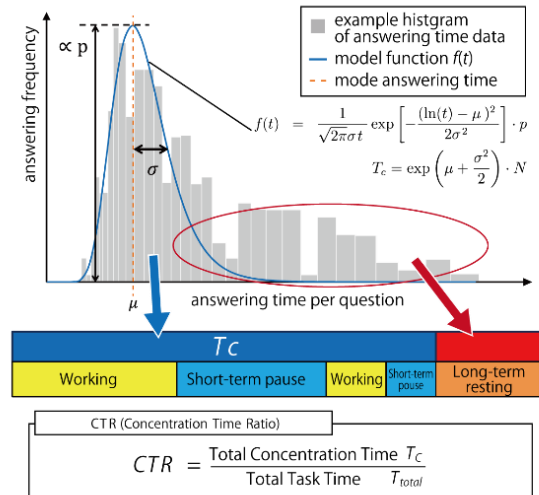 example histgram
of answering time data
model function f(t)
mode answering time
∝ p
answering frequency
f(t) = 1/(√2πσt) exp[-(ln(t) - μ)²/(2σ²)] · p
T_c = exp(μ + σ²/2) · N
σ
μ
answering time per question
Tc
Working
Short-term pause
Working
Short-term
pause
Long-term
resting
CTR (Concentration Time Ratio)
CTR = Total Concentration Time T_C / Total Task Time T_total